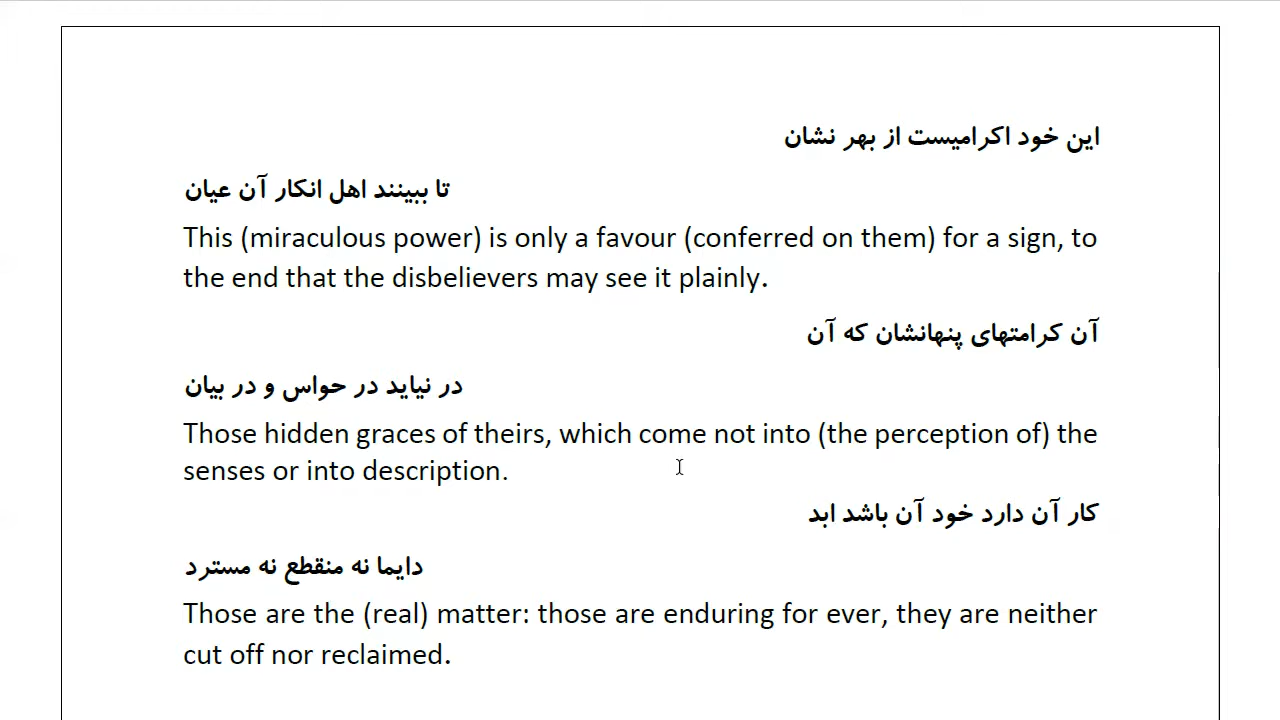 این خود اکرامیست از بهر نشان
تا ببینند اهل انکار آن عیان
This (miraculous power) is only a favour (conferred on them) for a sign, to
the end that the disbelievers may see it plainly.
آن کرامتهای پنهانشان که آن
در نیاید در حواس و در بیان
Those hidden graces of theirs, which come not into (the perception of) the
senses or into description.
کار آن دارد خود آن باشد ابد
دایما نه منقطع نه مسترد
Those are the (real) matter: those are enduring for ever, they are neither
cut off nor reclaimed.